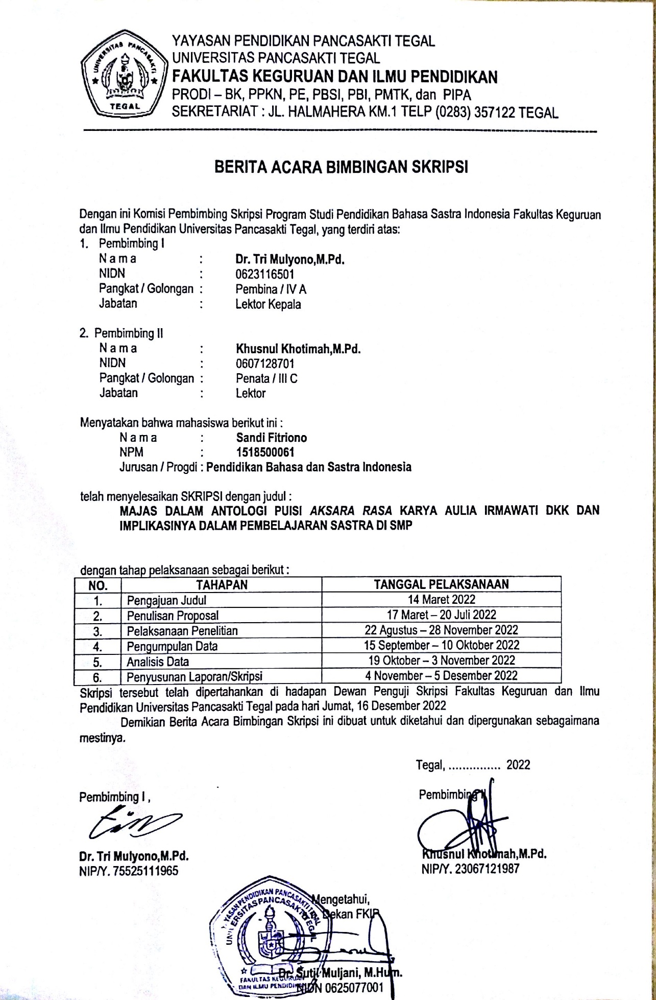 UNIVERSITAS PANCASAKTI
TEGAL
YAYASAN PENDIDIKAN PANCASAKTI TEGAL
UNIVERSITAS PANCASAKTI TEGAL
FAKULTAS KEGURUAN DAN ILMU PENDIDIKAN
PRODI – BK, PPKN, PE, PBSI, PBI, PMTK, dan PIPA
SEKRETARIAT : JL. HALMAHERA KM.1 TELP (0283) 357122 TEGAL
BERITA ACARA BIMBINGAN SKRIPSI
Dengan ini Komisi Pembimbing Skripsi Program Studi Pendidikan Bahasa Sastra Indonesia Fakultas Keguruan
dan Ilmu Pendidikan Universitas Pancasakti Tegal, yang terdiri atas:
1. Pembimbing I
N a m a : Dr. Tri Mulyono,M.Pd.
NIDN : 0623116501
Pangkat / Golongan : Pembina / IV A
Jabatan : Lektor Kepala
2. Pembimbing II
N a m a : Khusnul Khotimah,M.Pd.
NIDN : 0607128701
Pangkat / Golongan : Penata / III C
Jabatan : Lektor
Menyatakan bahwa mahasiswa berikut ini :
N a m a : Sandi Fitriono
NPM : 1518500061
Jurusan / Progdi : Pendidikan Bahasa dan Sastra Indonesia
telah menyelesaikan SKRIPSI dengan judul :
MAJAS DALAM ANTOLOGI PUISI AKSARA RASA KARYA AULIA IRMAWATI DKK DAN
IMPLIKASINYA DALAM PEMBELAJARAN SASTRA DI SMP
dengan tahap pelaksanaan sebagai berikut :
NO. TAHAPAN TANGGAL PELAKSANAAN
1. Pengajuan Judul 14 Maret 2022
2. Penulisan Proposal 17 Maret – 20 Juli 2022
3. Pelaksanaan Penelitian 22 Agustus – 28 November 2022
4. Pengumpulan Data 15 September – 10 Oktober 2022
5. Analisis Data 19 Oktober – 3 November 2022
6. Penyusunan Laporan/Skripsi 4 November – 5 Desember 2022
Skripsi tersebut telah dipertahankan di hadapan Dewan Penguji Skripsi Fakultas Keguruan dan Ilmu
Pendidikan Universitas Pancasakti Tegal pada hari Jumat, 16 Desember 2022
Demikian Berita Acara Bimbingan Skripsi ini dibuat untuk diketahui dan dipergunakan sebagaimana
mestinya.
Tegal, ............... 2022
Pembimbing I , Pembimbing II
Dr. Tri Mulyono,M.Pd. Khusnul Khotimah,M.Pd.
NIP/Y. 75525111965 NIP/Y. 23067121987
Mengetahui,
Dekan FKIP
YAYASAN PENDIDIKAN PANCASAKTI TEGAL
UNIVERSITAS PANCASAKTI TEGAL
FAKULTAS KEGURUAN
DAN ILMU PENDIDIKAN
Muljani, M.Hum.
NIDN 0625077001